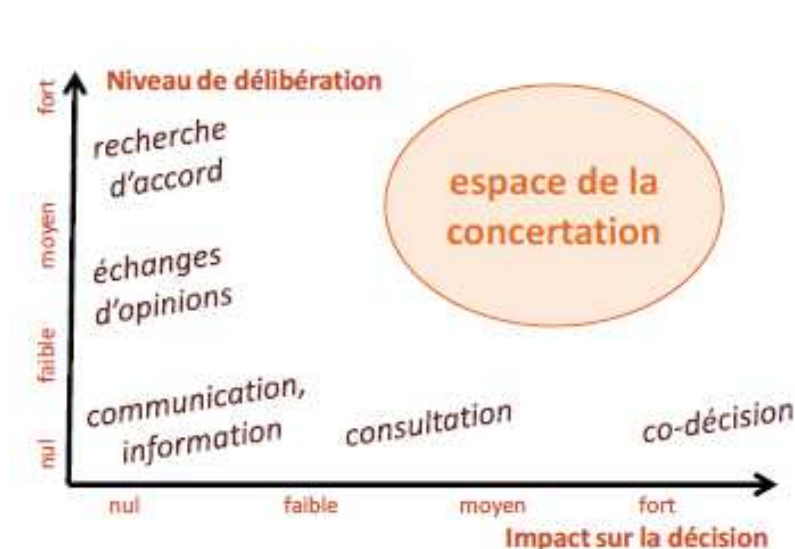 Niveau de délibération
fort
recherche
d'accord
espace de la
concertation
moyen
échanges
d'opinions
faible
communication,
information
consultation
co-décision
nul
nul
faible
moyen
fort
Impact sur la décision